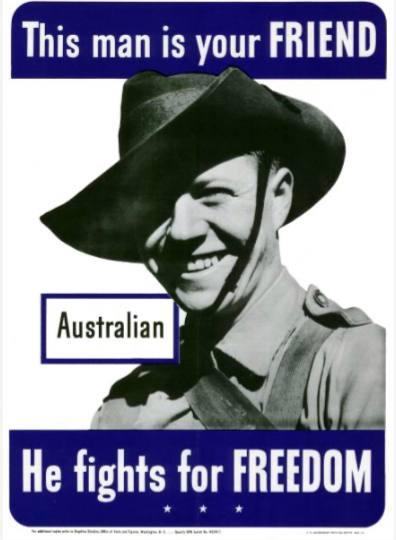 This man is your FRIEND
Australian
He fights for FREEDOM